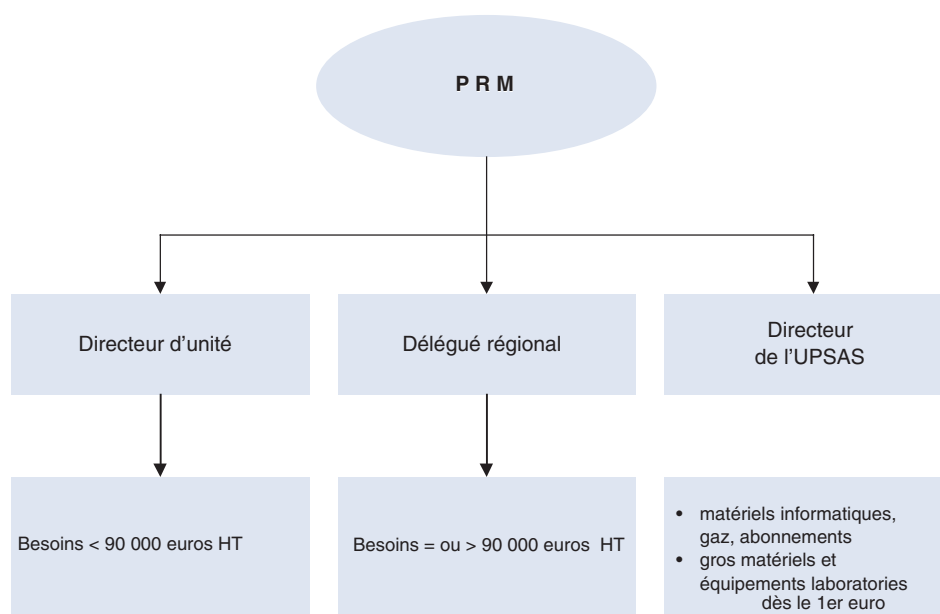 P R M
Directeur d'unité
Délégué régional
Directeur
de l'UPSAS
Besoins < 90 000 euros HT
Besoins = ou > 90 000 euros HT
• matériels informatiques,
gaz, abonnements
• gros matériels et
équipements laboratories
dès le 1er euro